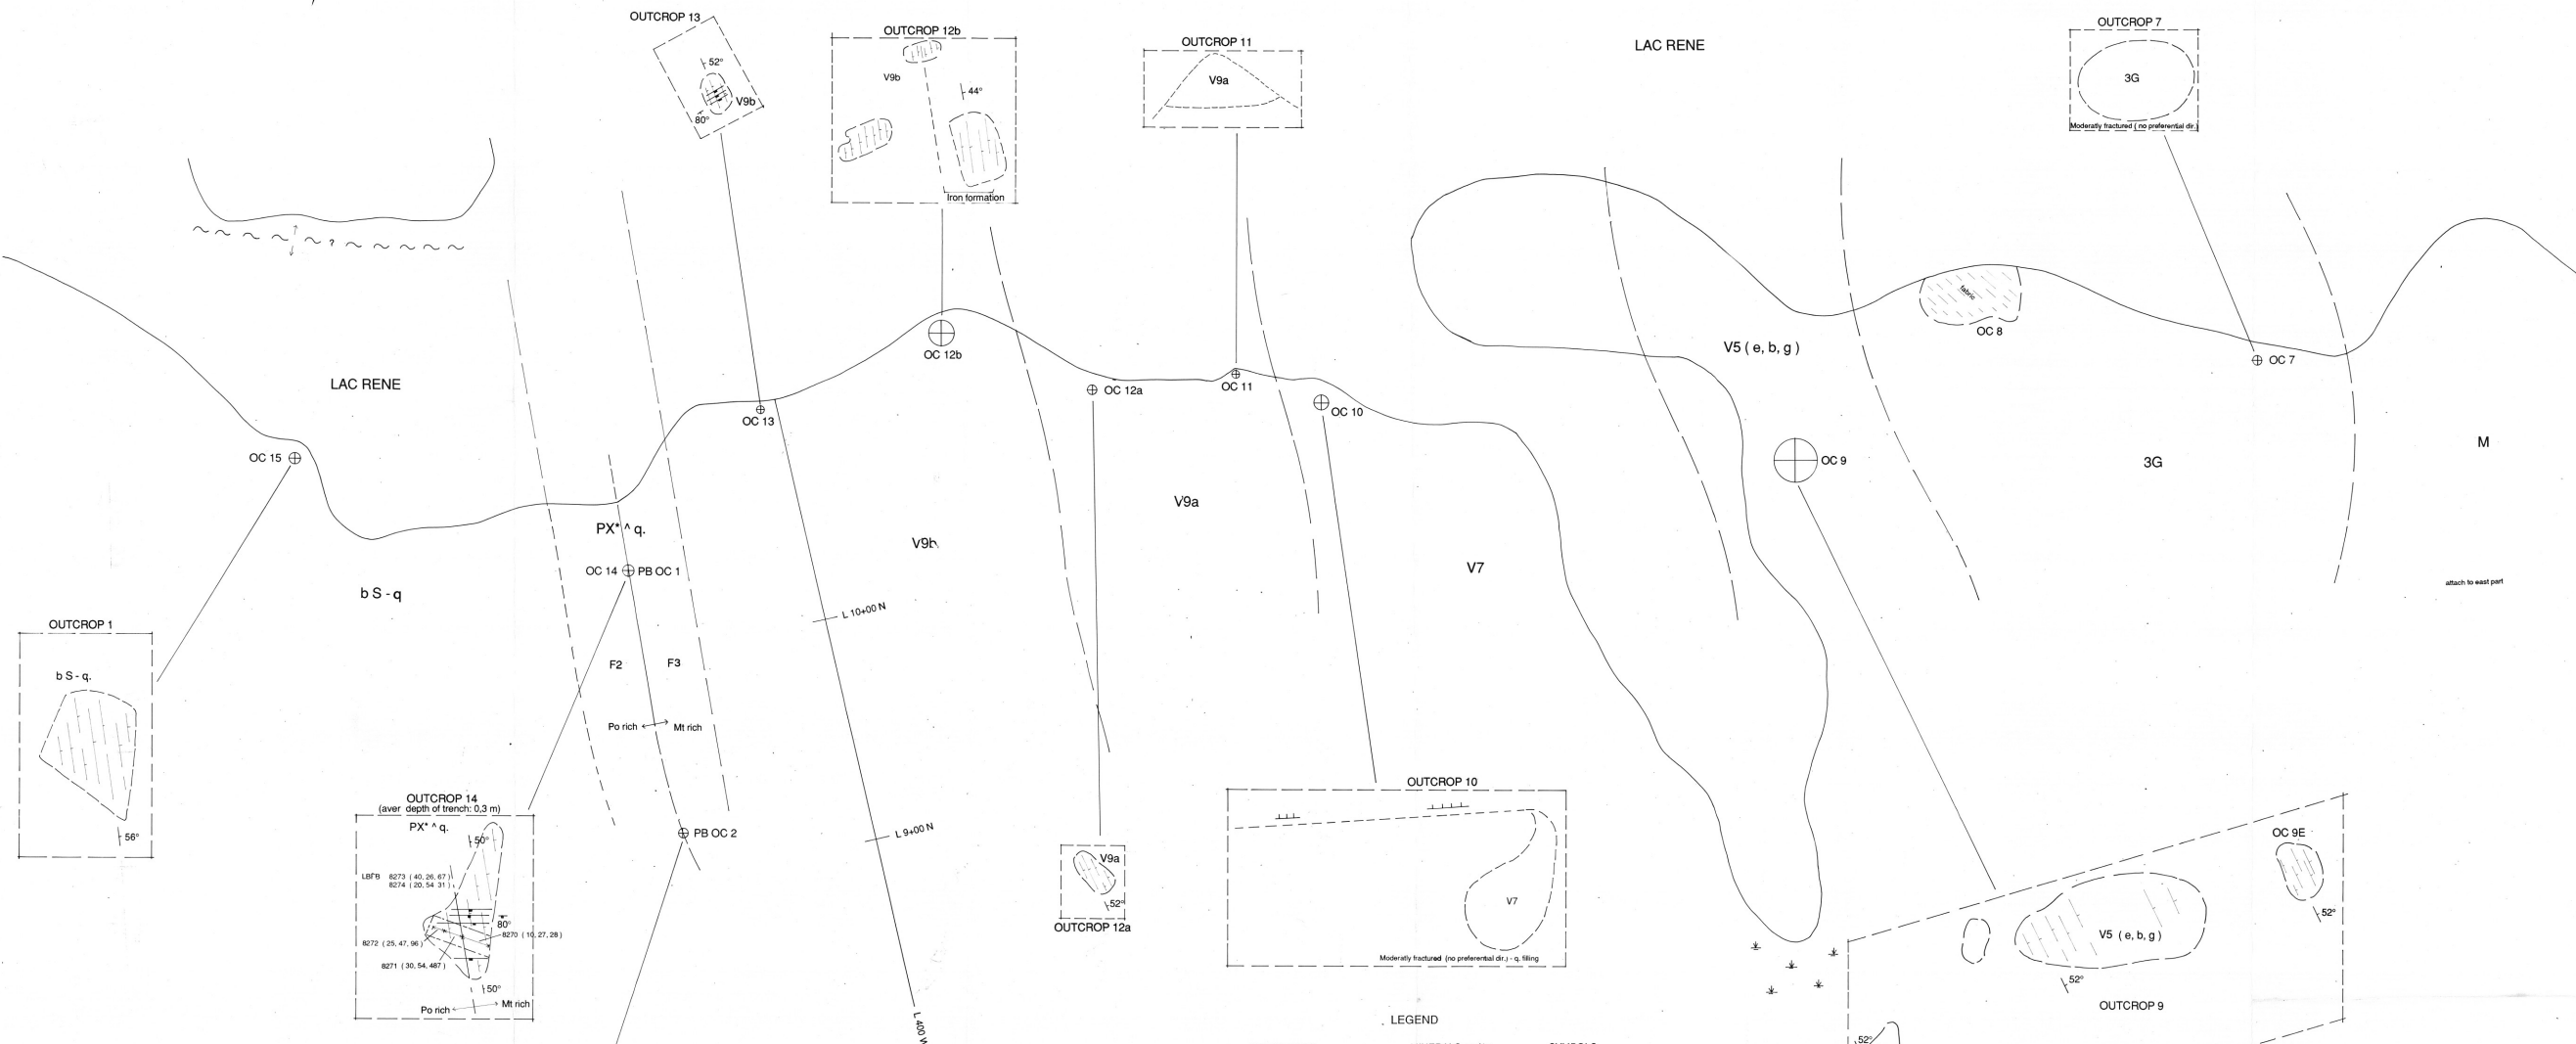 OUTCROP 13
52°
V9b
80°
OUTCROP 12b
V9b
44°
Iron formation
OUTCROP 11
V9a
LAC RENE
OUTCROP 7
3G
Moderatly fractured ( no preferential dir.)
?
fabric
OC 8
V5 ( e, b, g )
OC 7
OC 12b
LAC RENE
OC 12a
OC 11
OC 10
OC 13
M
OC 15
OC 9
3G
V9a
PX* ^ q.
V9b
V7
OC 14
PB OC 1
attach to east part
b S - q
L 10+00 N
OUTCROP 1
b S - q.
56°
F2
F3
Po rich
Mt rich
OUTCROP 14
(aver depth of trench: 0,3 m)
PX* ^ q.
50°
8273 ( 40, 26, 67 )
8274 ( 20, 54 31 )
80°
8270 ( 10, 27, 28 )
8272 ( 25, 47, 96 )
8271 ( 30, 54, 487 )
50°
Po rich
Mt rich
PB OC 2
L 9+00 N
L 400 W
V9a
52°
OUTCROP 12a
OUTCROP 10
V7
Moderatly fractured (no preferential dir.) - q. filling
OC 9E
52°
V5 ( e, b, g )
52°
OUTCROP 9
52°
LEGEND